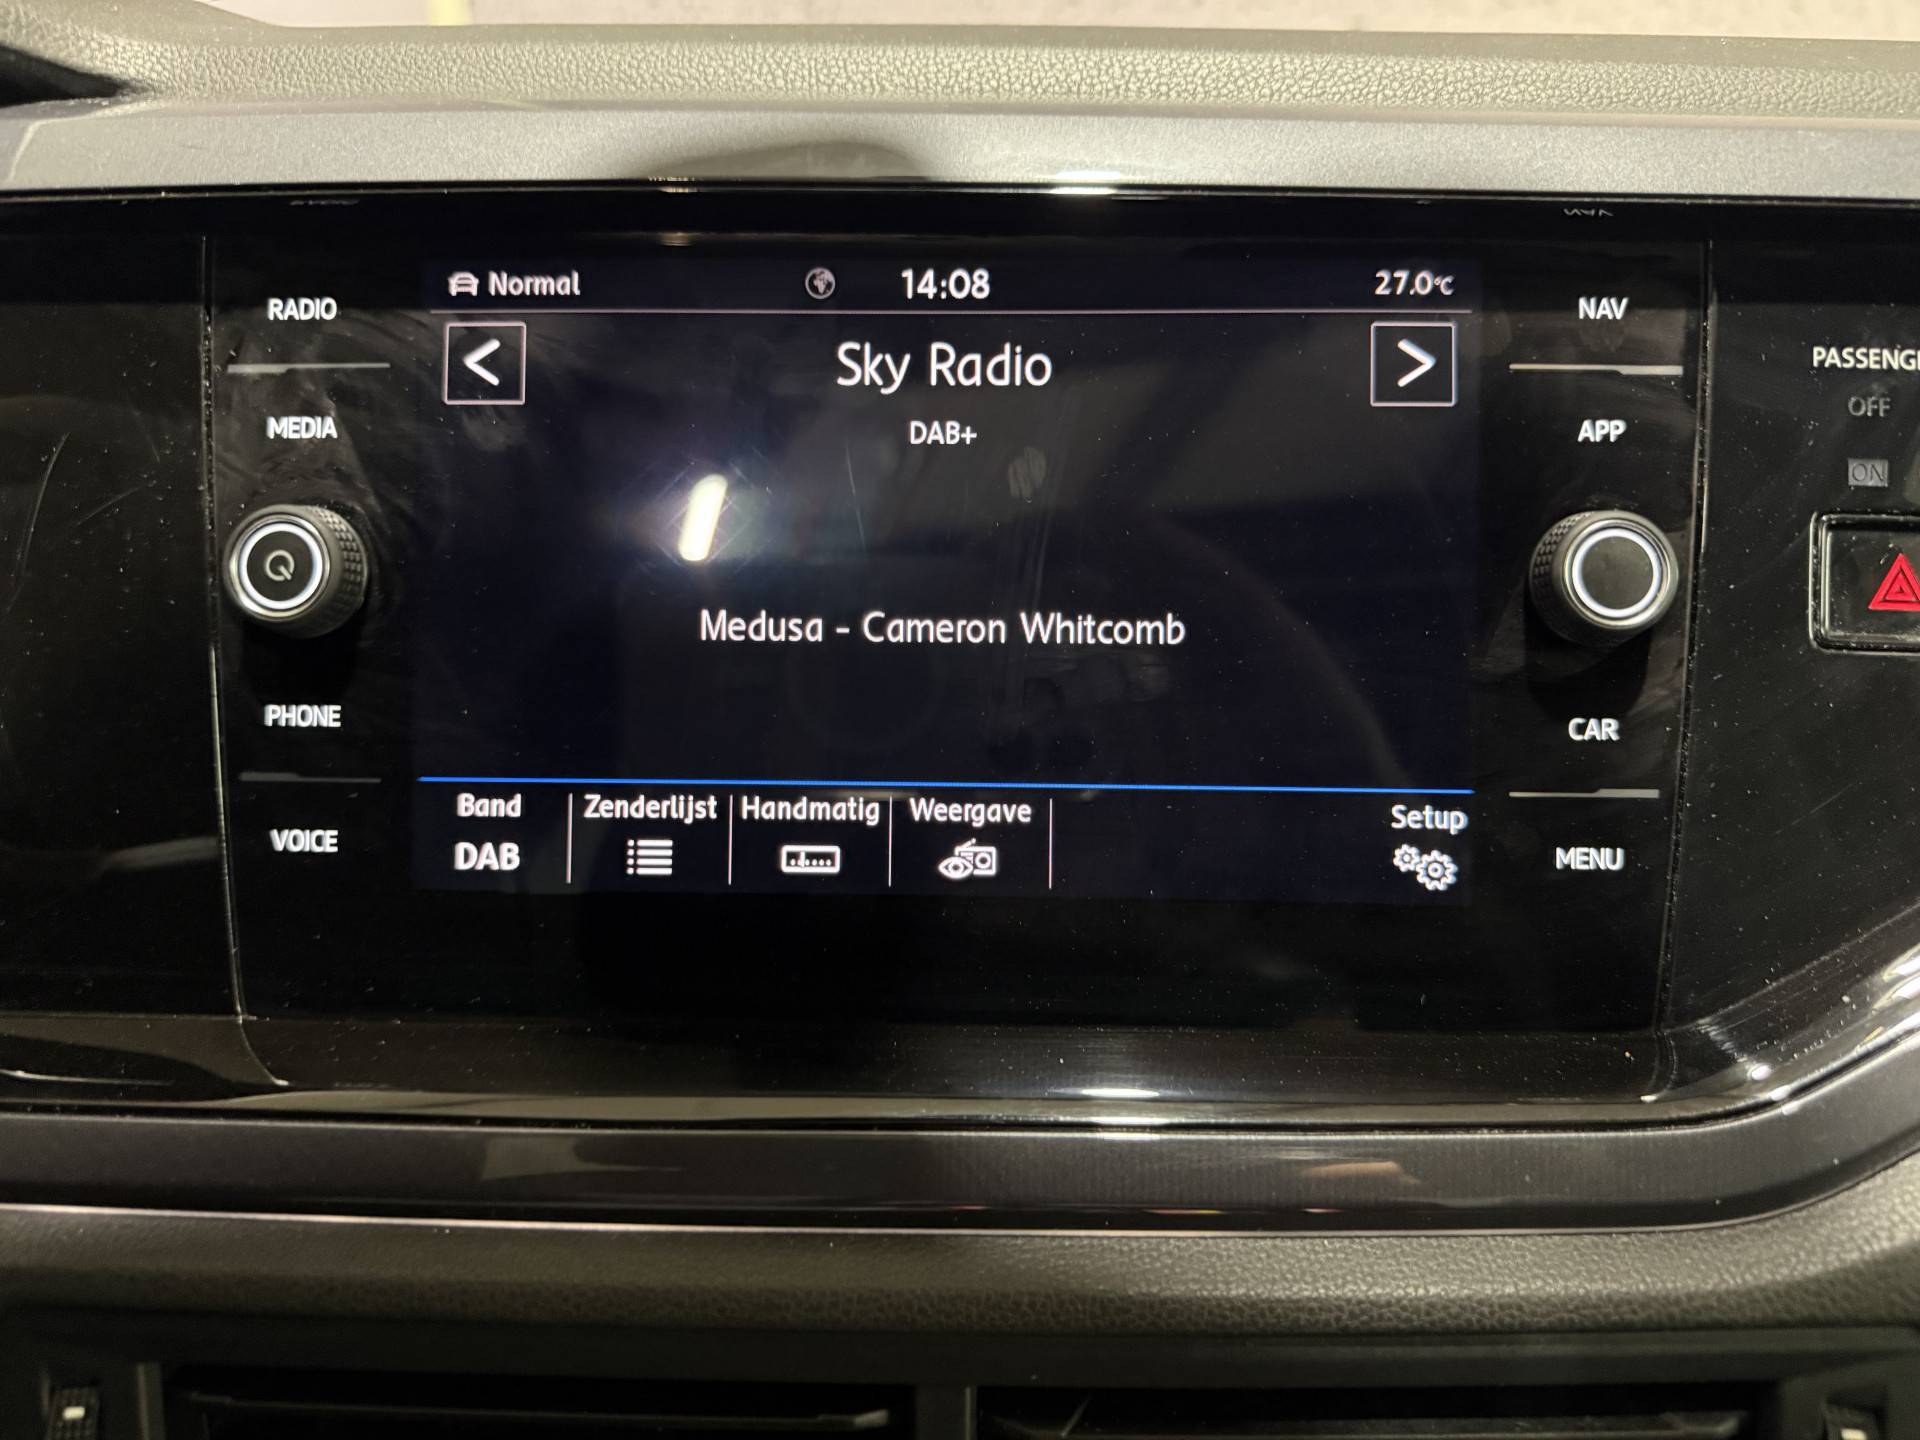 Normal 14:08 27.0°C
RADIO
NAV
< Sky Radio >
PASSENGE
OFF
MEDIA
DAB+
APP
ON
Medusa - Cameron Whitcomb
PHONE
CAR
Band Zenderlijst Handmatig Weergave Setup
VOICE
DAB
MENU